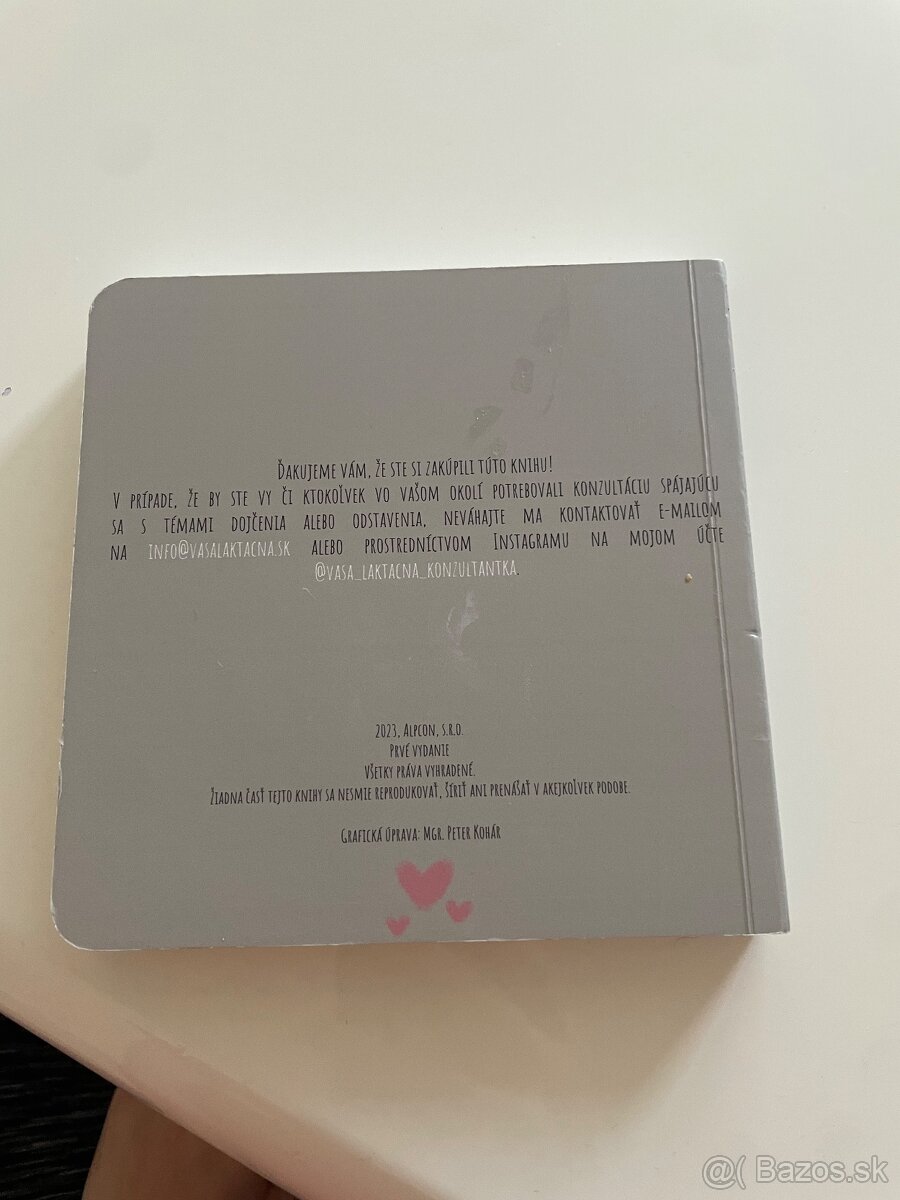 Ďakujeme vám, že ste si zakúpili túto knihu!
V prípade, že by ste vy či ktokoľvek vo vašom okolí potrebovali konzultáciu spájajúcu
sa s témami dojčenia alebo odstavenia, neváhajte ma kontaktovať e-mailom
na info@vasalaktacna.sk alebo prostredníctvom Instagramu na mojom účte
@vasa_laktacna_konzultantka.
2023, Alpcon, s.r.o.
Prvé vydanie
Všetky práva vyhradené.
Žiadna časť tejto knihy sa nesmie reprodukovať, šíriť ani prenášať v akejkoľvek podobe.
Grafická úprava: Mgr. Peter Kohár
@( Bazos.sk